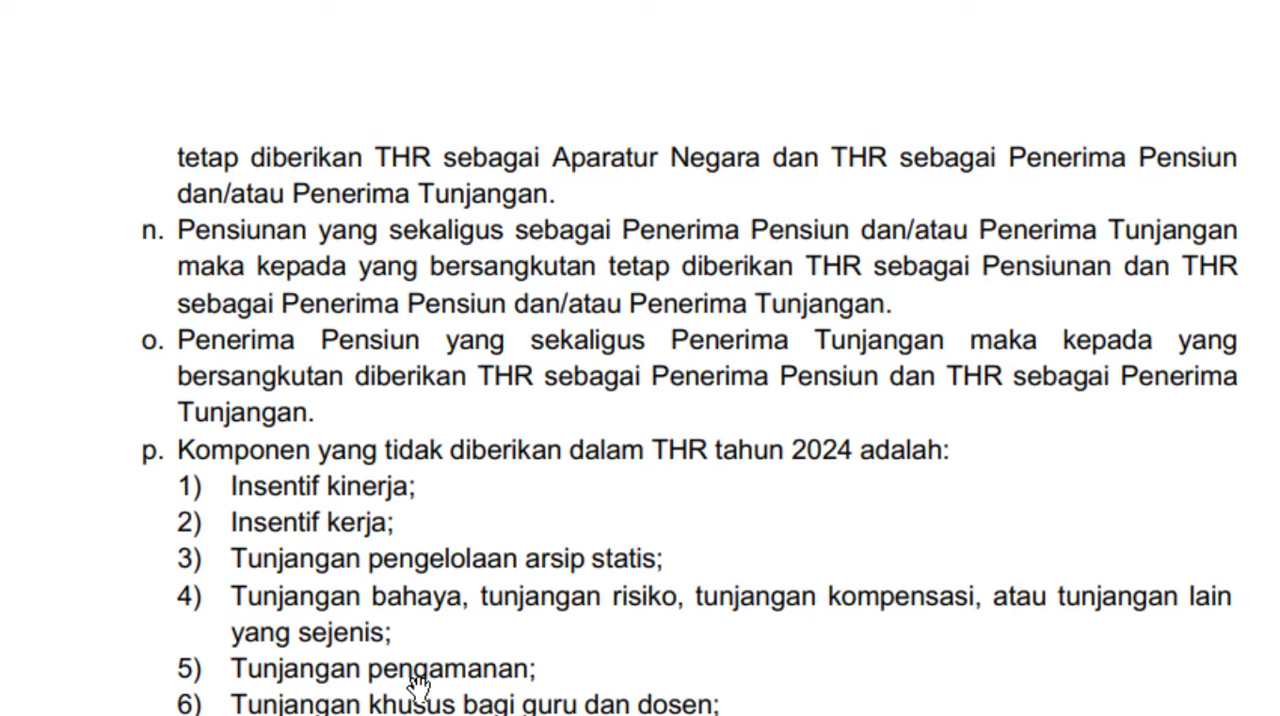 tetap diberikan THR sebagai Aparatur Negara dan THR sebagai Penerima Pensiun
dan/atau Penerima Tunjangan.
n. Pensiunan yang sekaligus sebagai Penerima Pensiun dan/atau Penerima Tunjangan
maka kepada yang bersangkutan tetap diberikan THR sebagai Pensiunan dan THR
sebagai Penerima Pensiun dan/atau Penerima Tunjangan.
o. Penerima Pensiun yang sekaligus Penerima Tunjangan maka kepada yang
bersangkutan diberikan THR sebagai Penerima Pensiun dan THR sebagai Penerima
Tunjangan.
p. Komponen yang tidak diberikan dalam THR tahun 2024 adalah:
1) Insentif kinerja;
2) Insentif kerja;
3) Tunjangan pengelolaan arsip statis;
4) Tunjangan bahaya, tunjangan risiko, tunjangan kompensasi, atau tunjangan lain
yang sejenis;
5) Tunjangan pengamanan;
6) Tunjangan khusus bagi guru dan dosen;